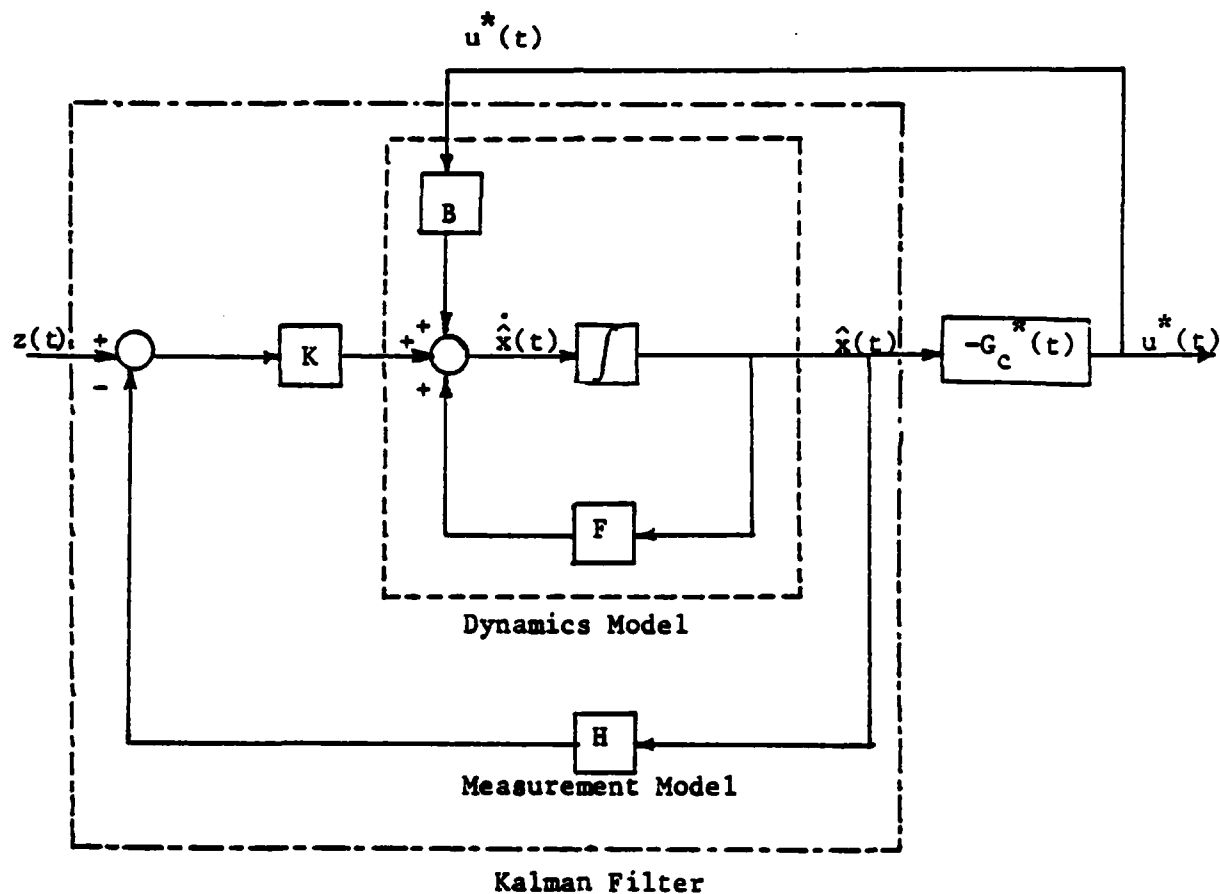 u*(t)
B
z(t)
+
-
K
+
+
+
x̂̇(t)
∫
x̂(t)
-G_c*(t)
u*(t)
F
Dynamics Model
H
Measurement Model
Kalman Filter